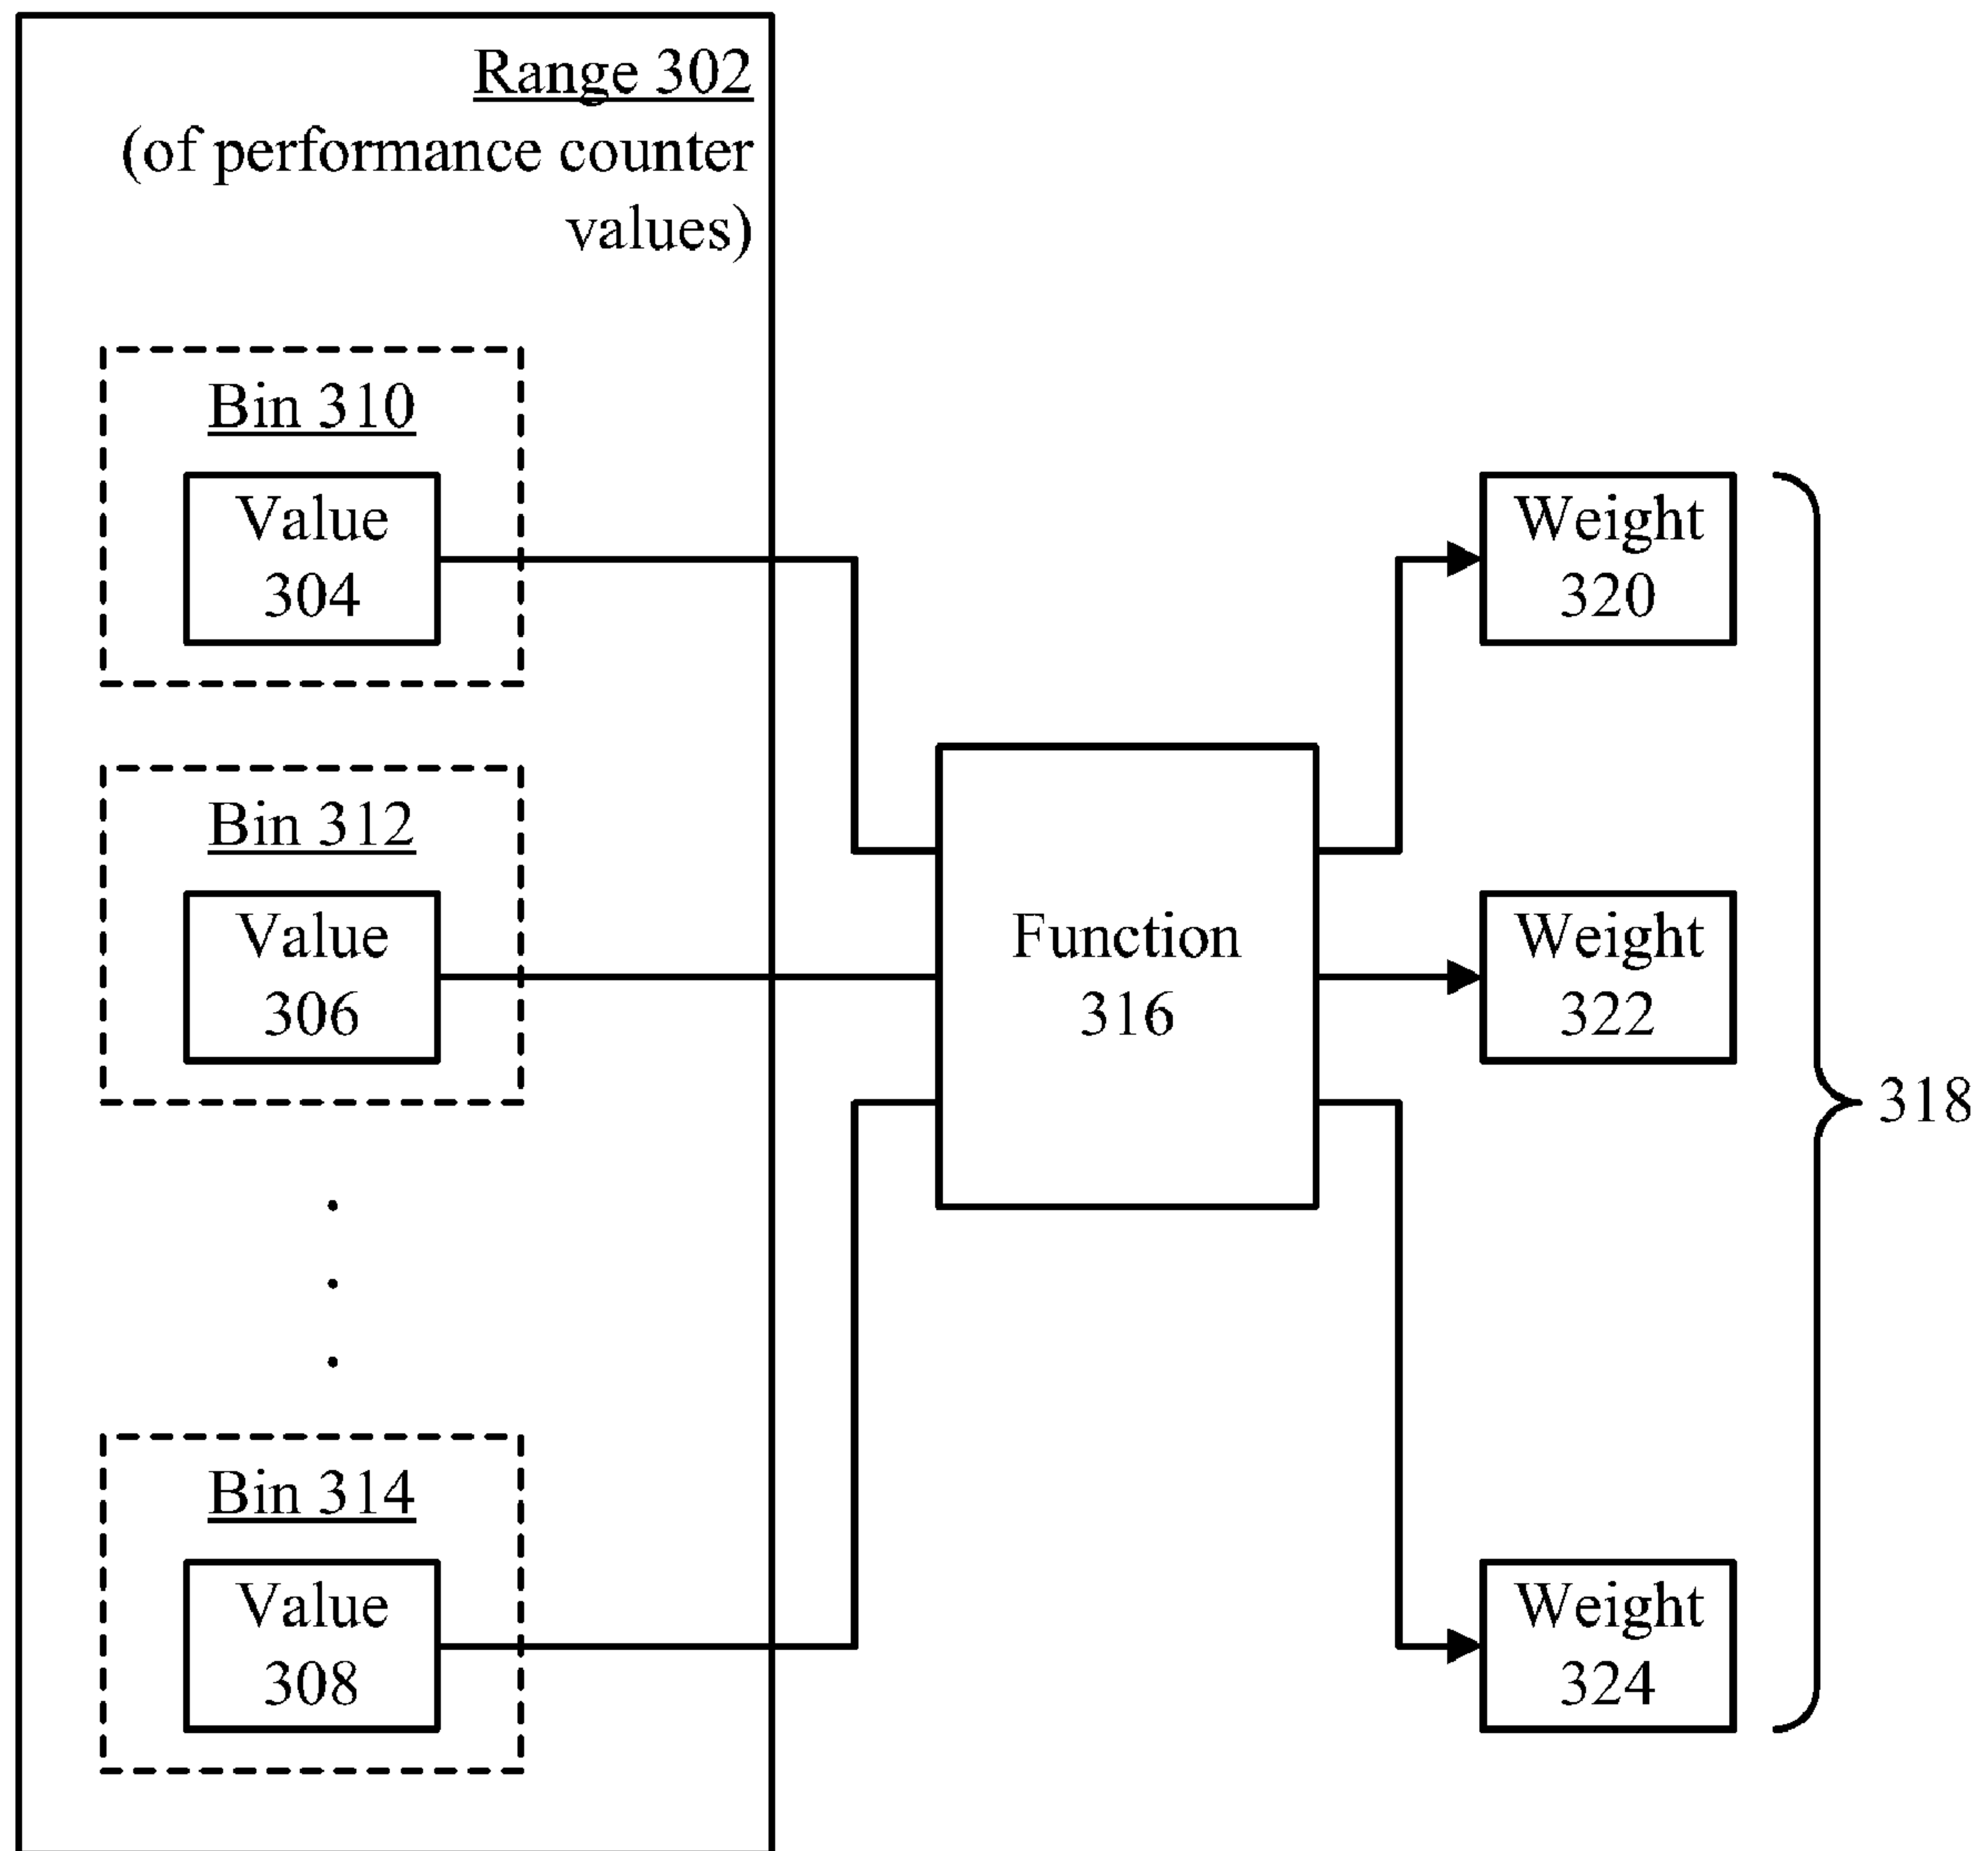 Range 302
(of performance counter
values)
Bin 310
Value
304
Bin 312
Value
306
Bin 314
Value
308
Function
316
Weight
320
Weight
322
Weight
324
318